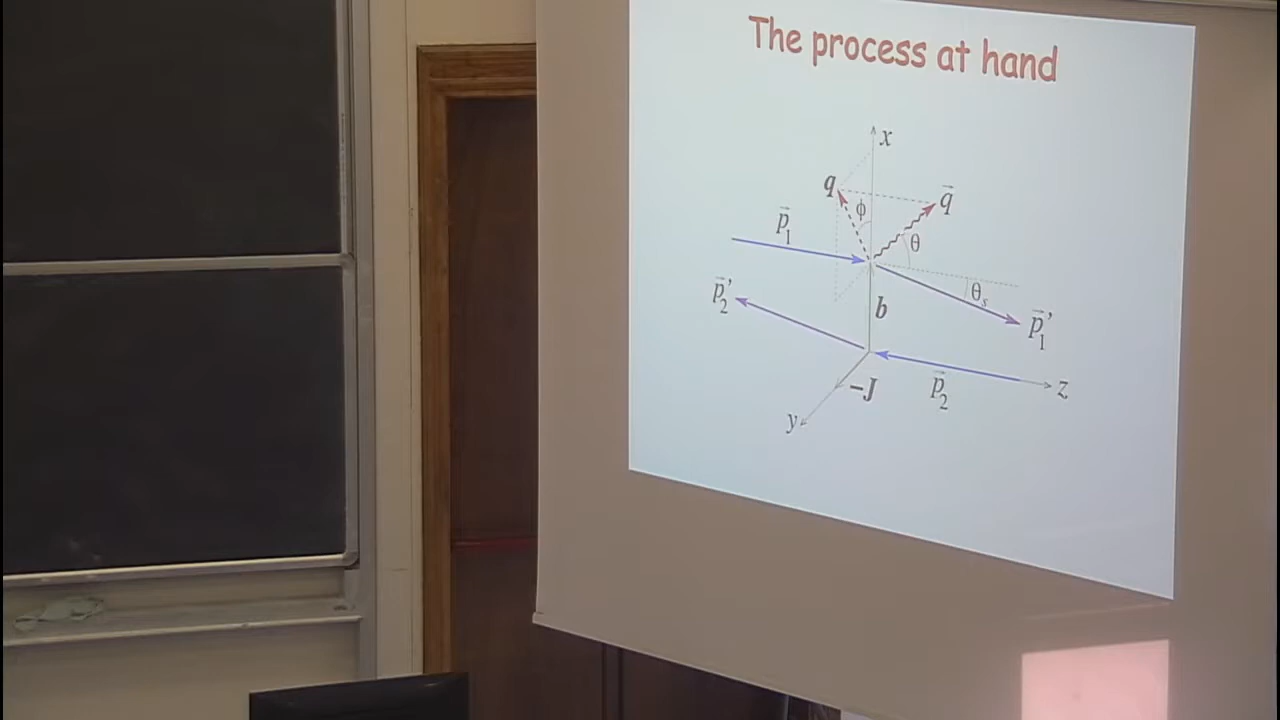 The process at hand
x
q
q⃗
ϕ
p⃗₁
θ
p⃗₂'
θₛ
b
p⃗₁'
−J
p⃗₂
z
y